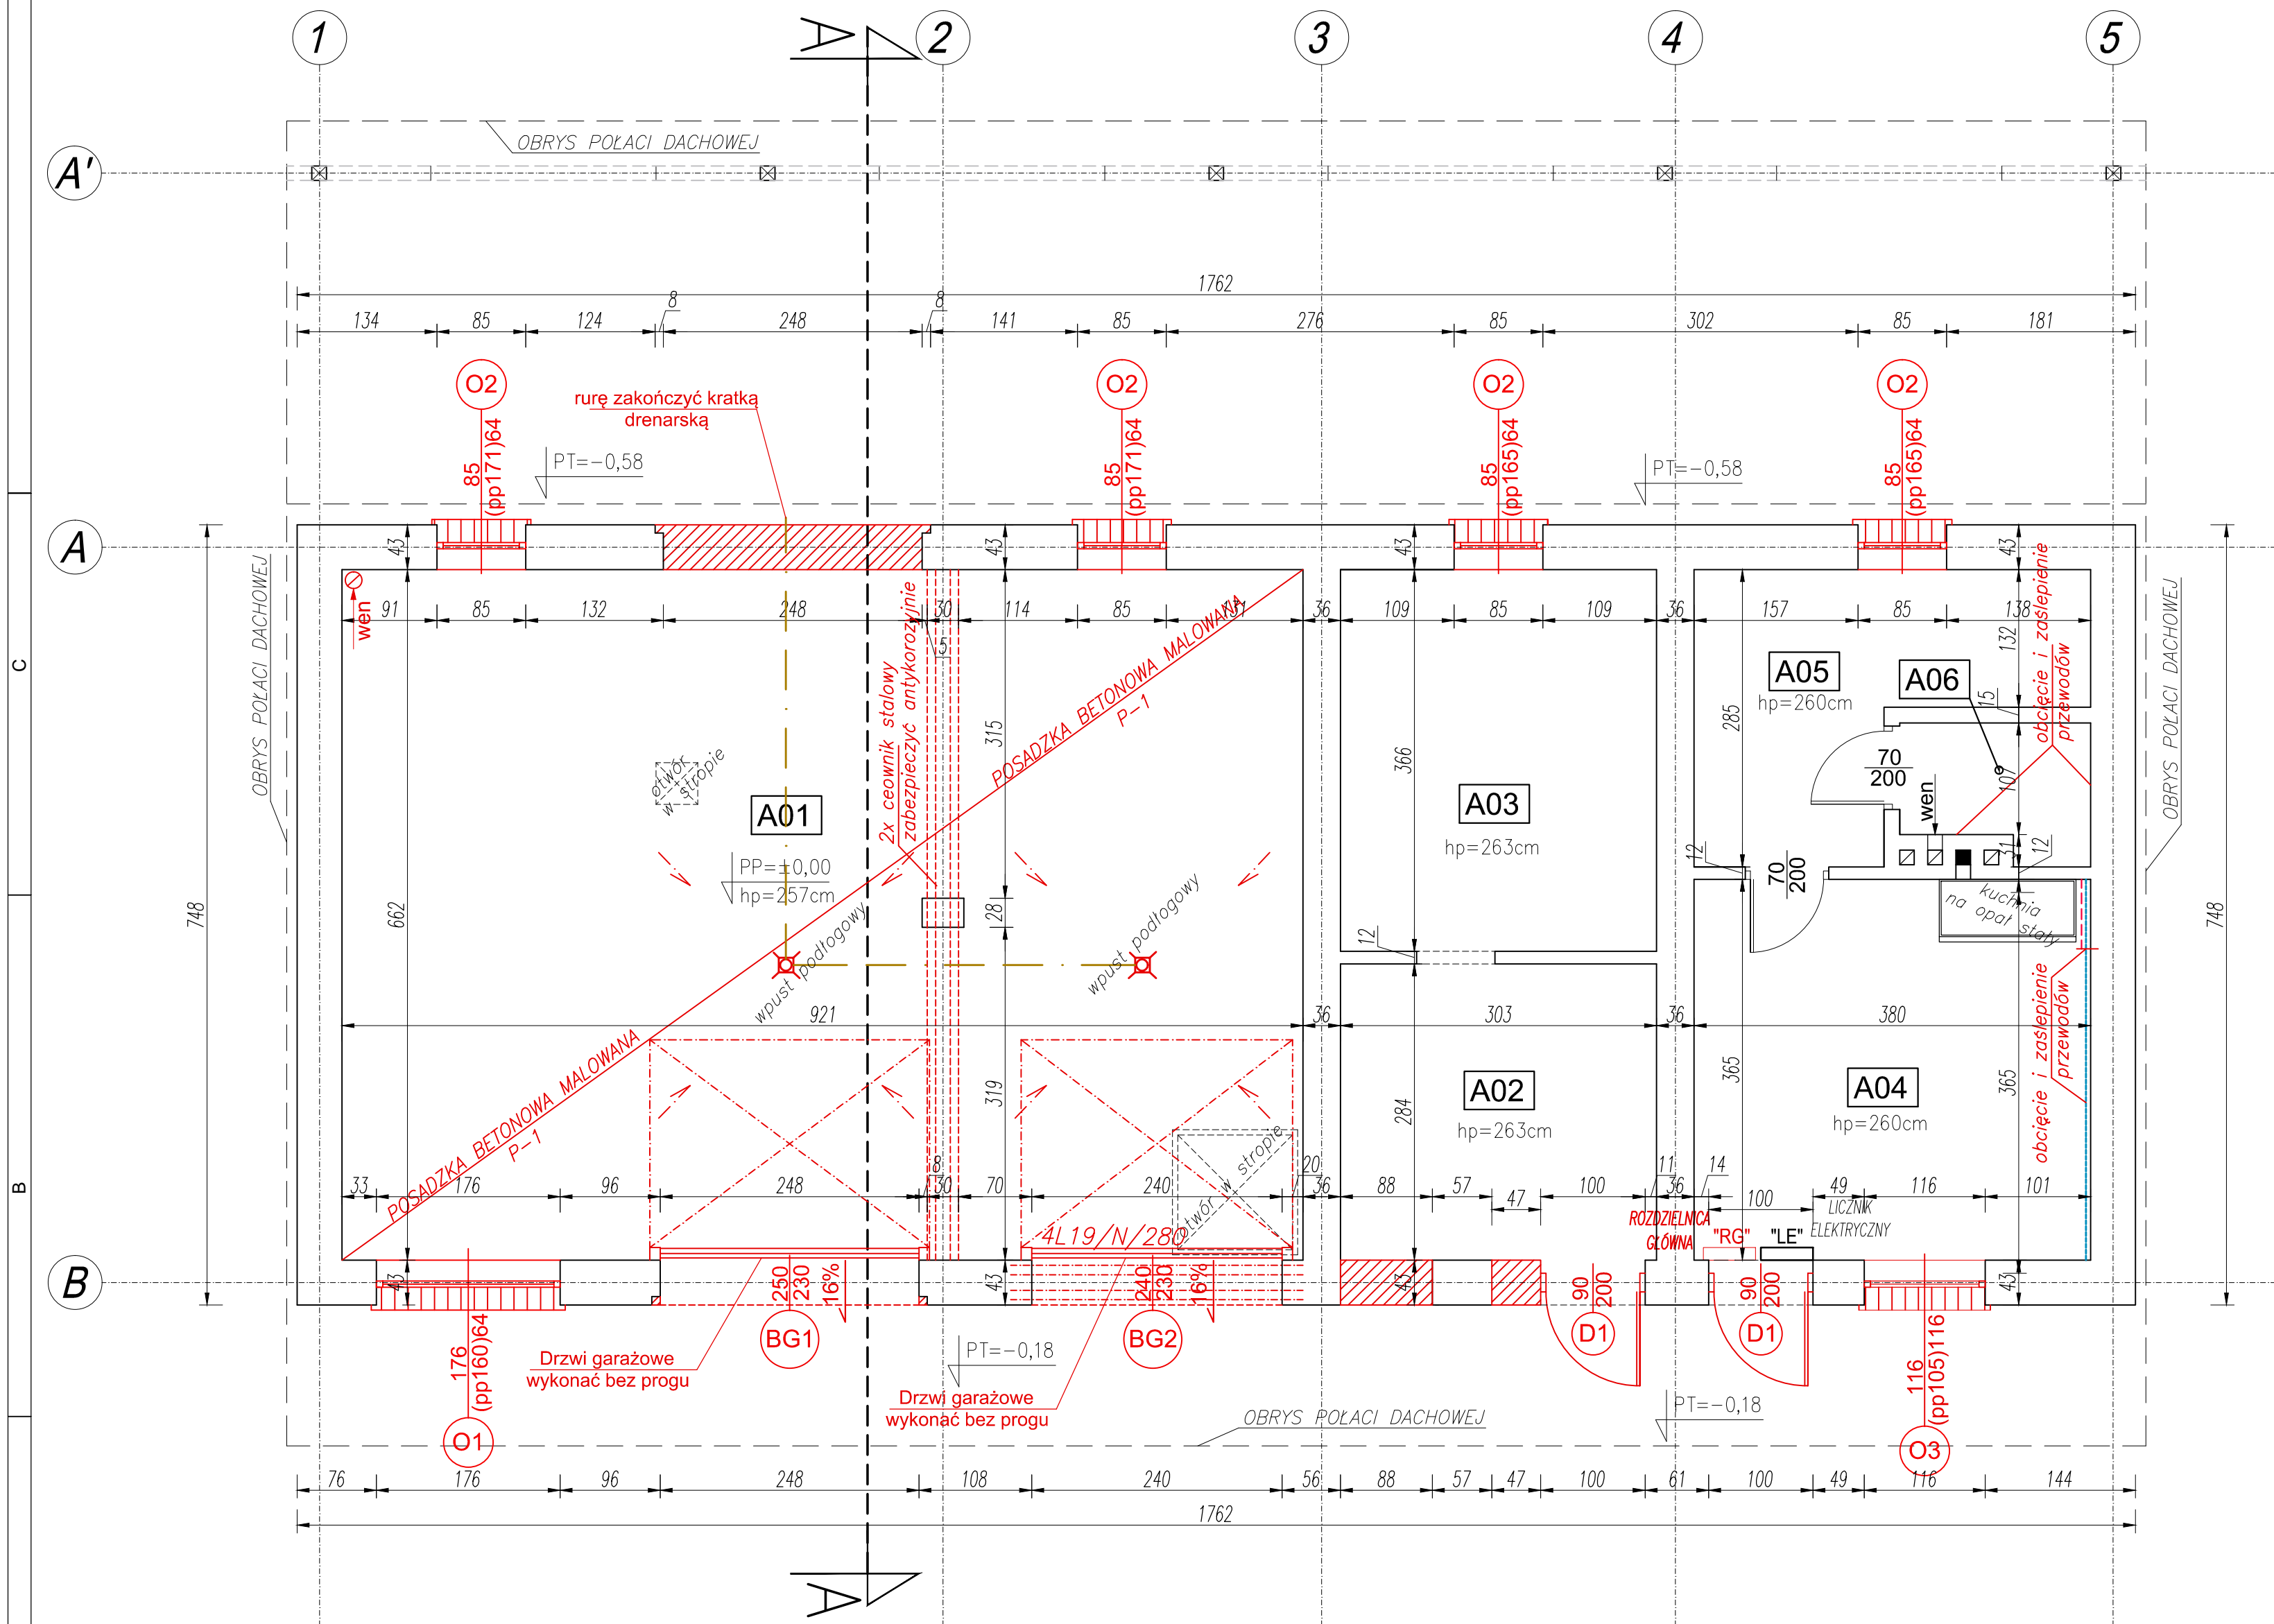 1
A
2
3
4
5
OBRYS POŁACI DACHOWEJ
A'
1762
8
8
134
85
124
248
141
85
276
85
302
85
181
O2
O2
O2
O2
rurę zakończyć kratką
drenarską
85
(pp171)64
85
(pp171)64
85
(pp165)64
85
(pp165)64
PT=-0,58
PT=-0,58
A
43
43
43
43
OBRYS POŁACI DACHOWEJ
OBRYS POŁACI DACHOWEJ
wen
91
85
132
248
30
114
85
131
36
109
85
109
36
157
85
138
5
132
C
2x ceownik stalowy
zabezpieczyć antykorozyjnie
POSADZKA BETONOWA MALOWANA
P-1
obcięcie i zaślepienie
przewodów
A05
hp=260cm
A06
15
315
285
366
otwór
w stropie
70
200
107
wen
A01
A03
hp=263cm
PP=±0,00
hp=257cm
12
70
200
31
12
kuchnia
na opał stały
748
662
28
748
12
wpust podłogowy
wpust podłogowy
921
36
303
36
380
obcięcie i zaślepienie
przewodów
POSADZKA BETONOWA MALOWANA
P-1
319
284
365
365
A02
hp=263cm
A04
hp=260cm
B
otwór w stropie
33
176
96
248
8
30
70
240
20
36
88
57
47
100
11
36
14
100
49
116
101
4L19/N/280
ROZDZIELNICA
GŁÓWNA
"RG"
"LE"
LICZNIK
ELEKTRYCZNY
B
43
43
43
43
250
230
16%
240
230
16%
90
200
90
200
BG1
BG2
D1
D1
176
(pp160)64
116
(pp105)116
PT=-0,18
Drzwi garażowe
wykonać bez progu
Drzwi garażowe
wykonać bez progu
PT=-0,18
OBRYS POŁACI DACHOWEJ
O1
O3
76
176
96
248
108
240
56
88
57
47
100
61
100
49
116
144
1762
A